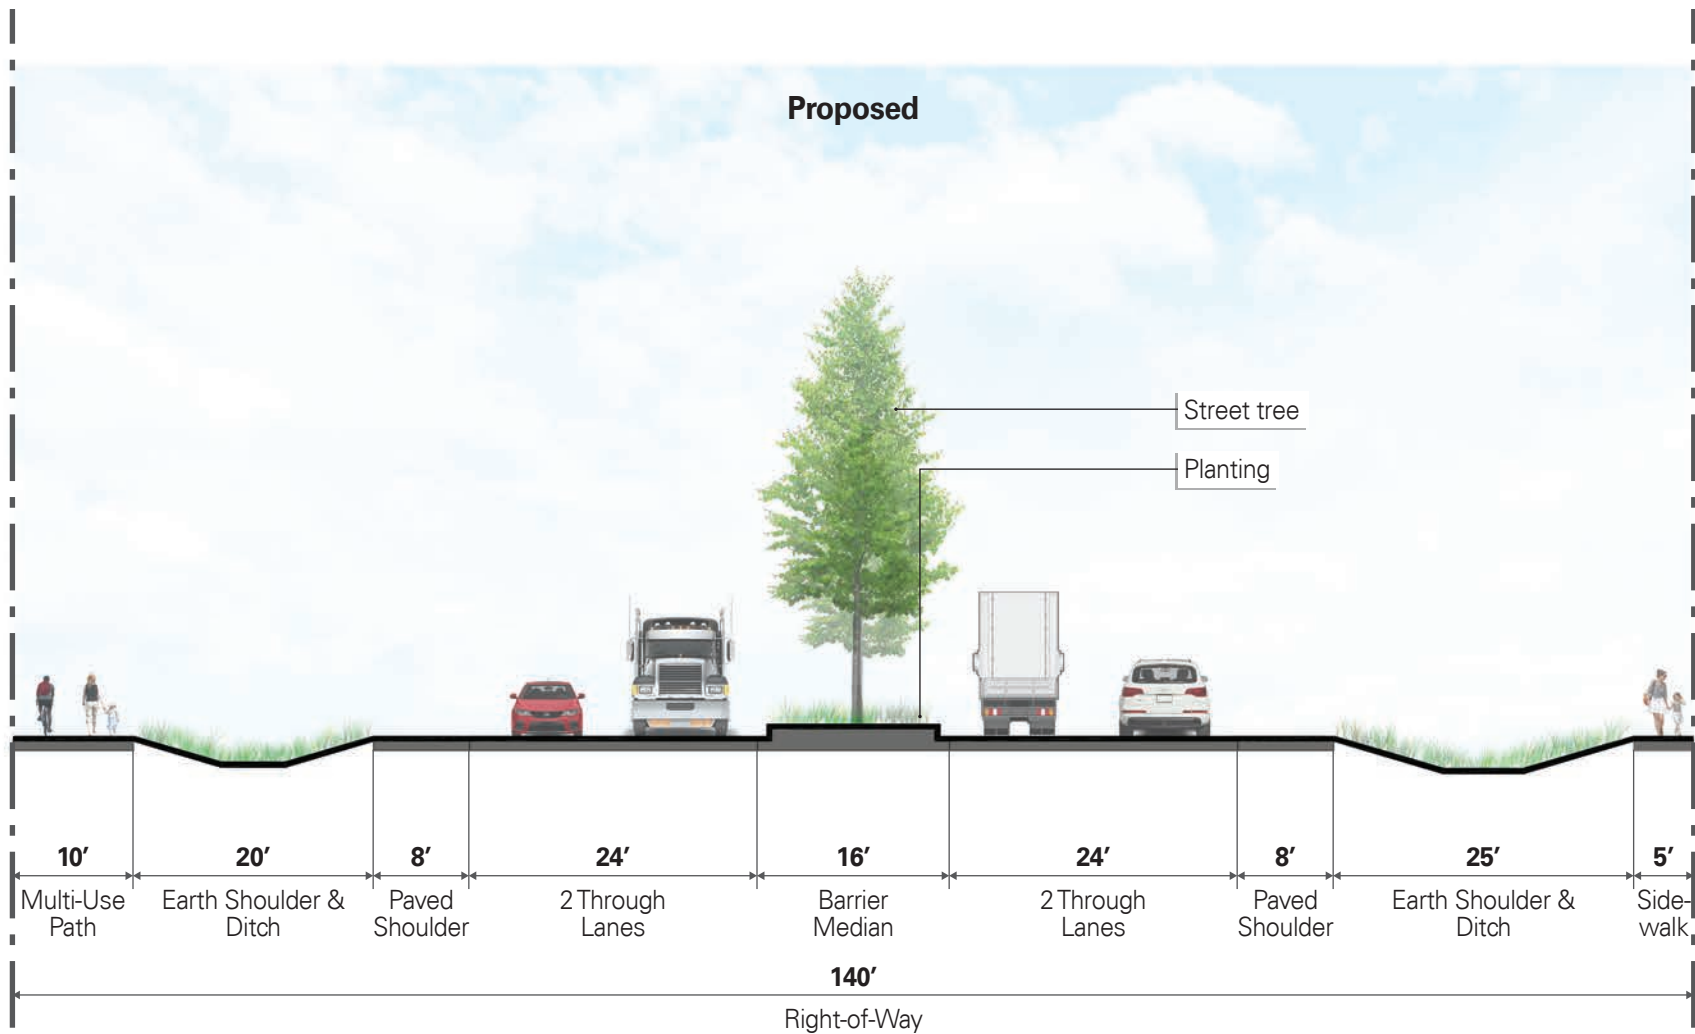 Proposed
Street tree
Planting
10’ 20’ 8’ 24’ 16’ 24’ 8’ 25’ 5’
Multi-Use Earth Shoulder & Paved 2 Through Barrier 2 Through Paved Earth Shoulder & Side-
Path Ditch Shoulder Lanes Median Lanes Shoulder Ditch walk
140’
Right-of-Way